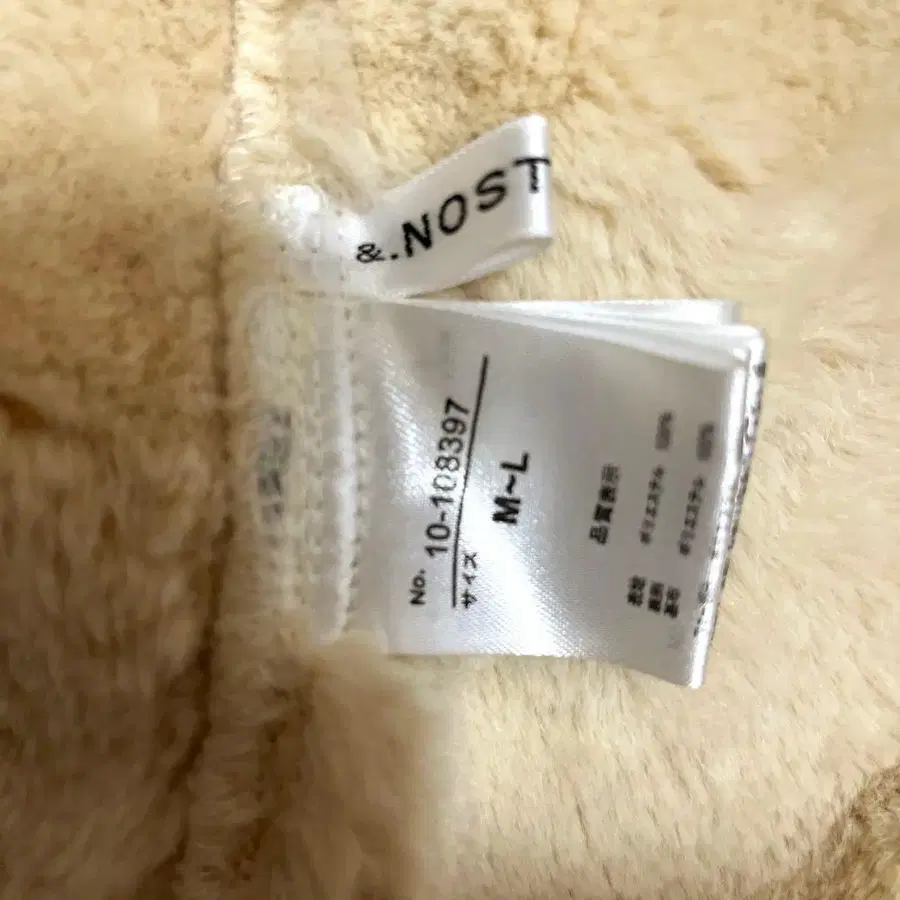 &.NOST
No. 10-108397
サイズ
M~L
品質表示
ポリエステル 100%
ポリエステル 100%